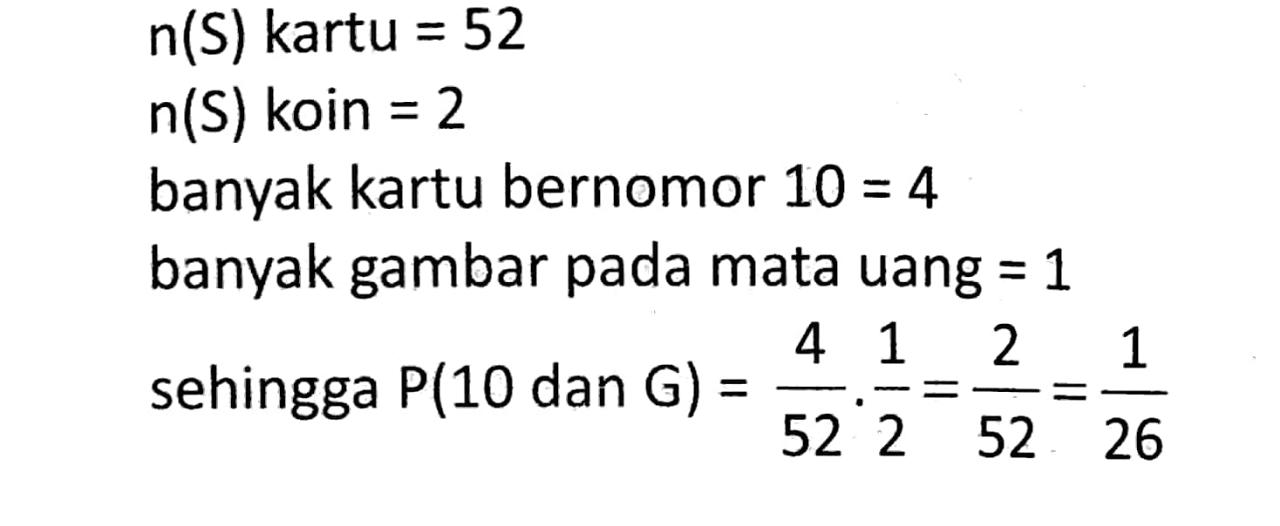 n(S) kartu = 52
n(S) koin = 2
banyak kartu bernomor 10 = 4
banyak gambar pada mata uang = 1
sehingga P(10 dan G) = 4/52 . 1/2 = 2/52 = 1/26